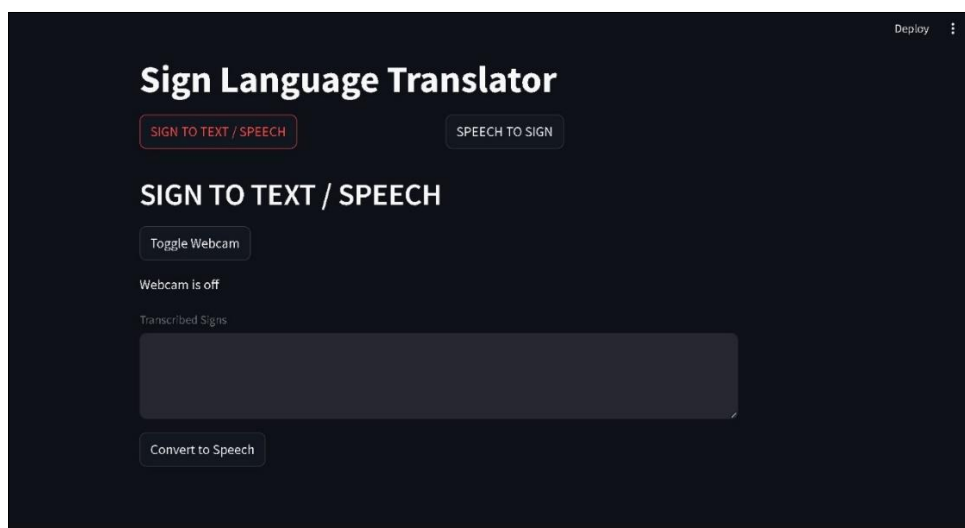 Deploy
Sign Language Translator
SIGN TO TEXT / SPEECH
SPEECH TO SIGN
SIGN TO TEXT / SPEECH
Toggle Webcam
Webcam is off
Transcribed Signs
Convert to Speech